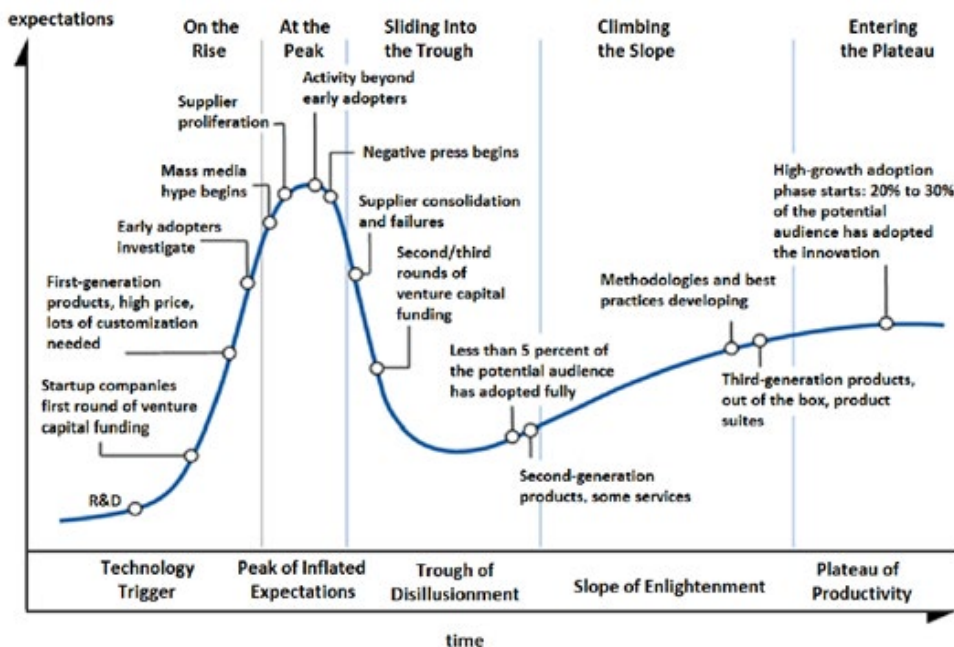 expectations
On the
Rise
At the
Peak
Sliding Into
the Trough
Climbing
the Slope
Entering
the Plateau
Activity beyond
early adopters
Supplier
proliferation
Negative press begins
Mass media
hype begins
High-growth adoption
phase starts: 20% to 30%
of the potential
audience has adopted
the innovation
Supplier consolidation
and failures
Early adopters
investigate
Second/third
rounds of
venture capital
funding
Methodologies and best
practices developing
First-generation
products, high price,
lots of customization
needed
Less than 5 percent of
the potential audience
has adopted fully
Third-generation products,
out of the box, product
suites
Startup companies
first round of venture
capital funding
Second-generation
products, some services
R&D
Technology
Trigger
Peak of Inflated
Expectations
Trough of
Disillusionment
Slope of Enlightenment
Plateau of
Productivity
time